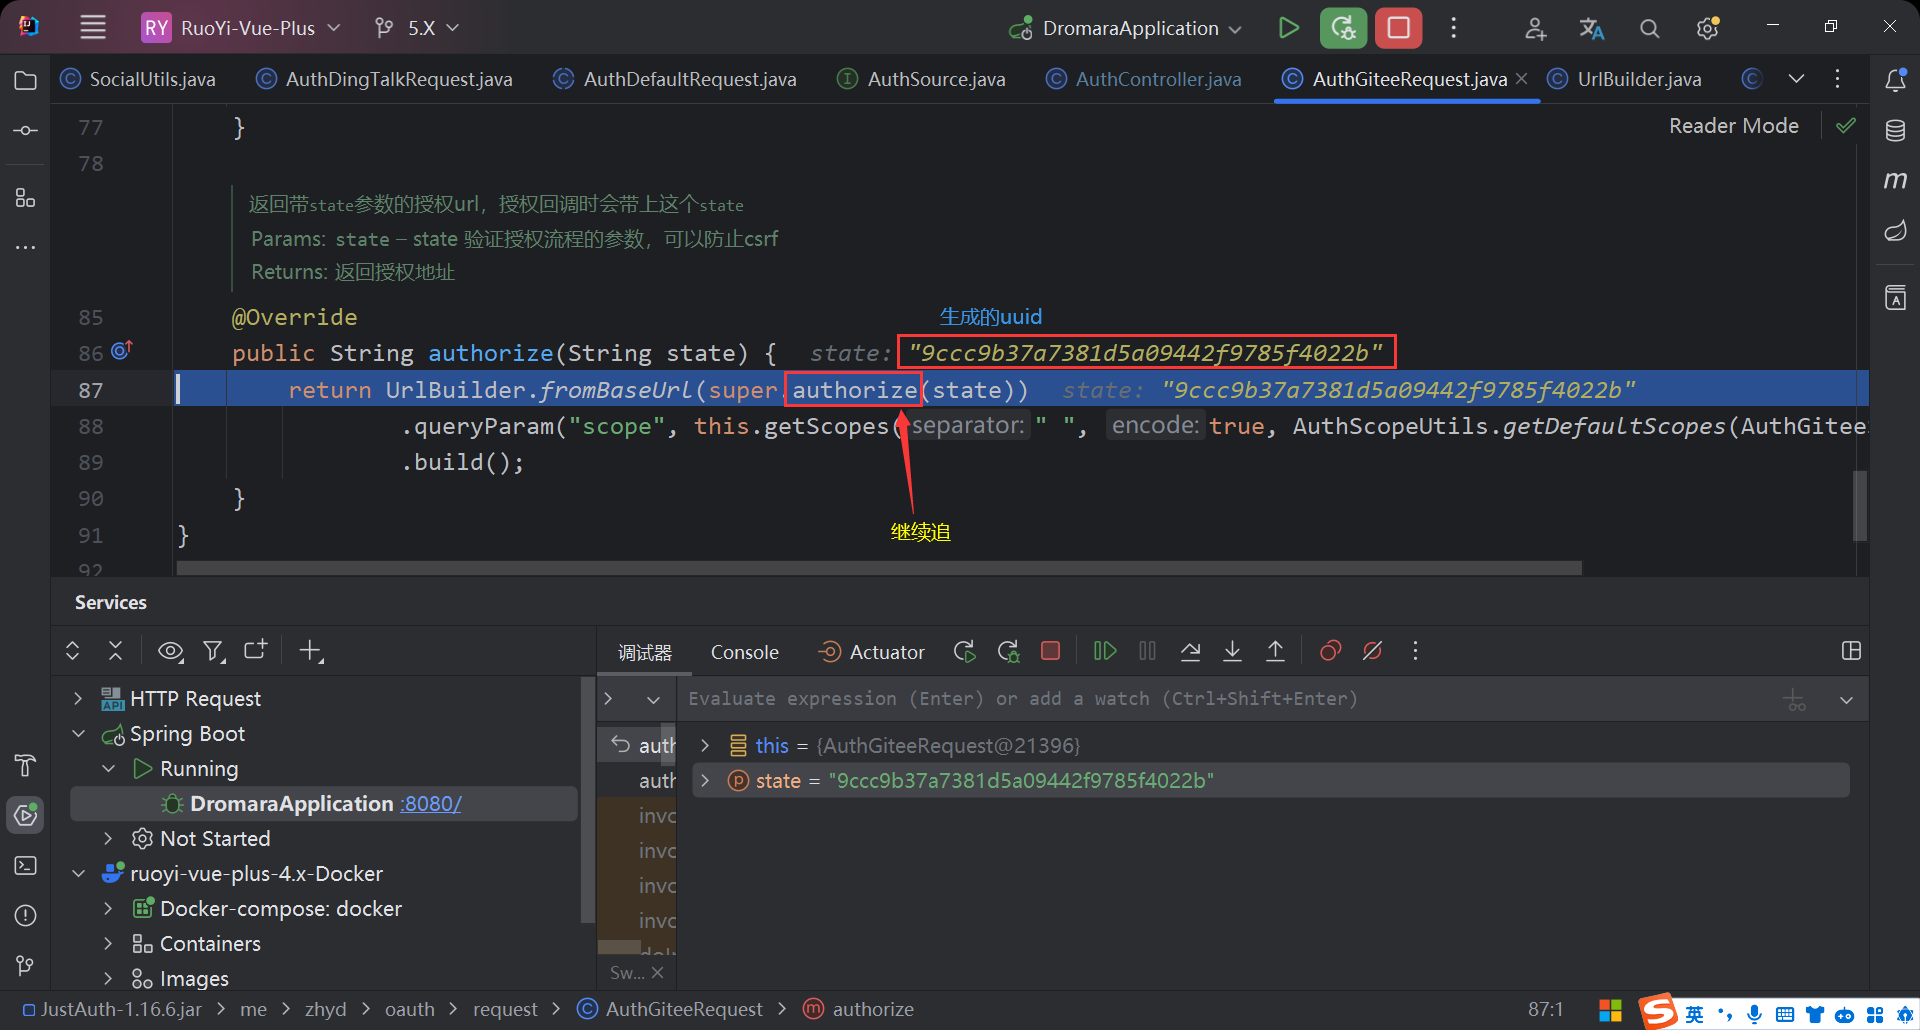 RY RuoYi-Vue-Plus 5.X DromaraApplication
SocialUtils.java AuthDingTalkRequest.java AuthDefaultRequest.java AuthSource.java AuthController.java AuthGiteeRequest.java UrlBuilder.java
77 }
Reader Mode
78
返回带state参数的授权url，授权回调时会带上这个state
Params: state – state 验证授权流程的参数，可以防止csrf
Returns: 返回授权地址
85 @Override
生成的uuid
86 public String authorize(String state) { state: "9ccc9b37a7381d5a09442f9785f4022b"
87 return UrlBuilder.fromBaseUrl(super.authorize(state)) state: "9ccc9b37a7381d5a09442f9785f4022b"
88 .queryParam("scope", this.getScopes( separator: " ", encode: true, AuthScopeUtils.getDefaultScopes(AuthGitee
89 .build();
90 }
继续追
91 }
92
Services
调试器 Console Actuator
Evaluate expression (Enter) or add a watch (Ctrl+Shift+Enter)
HTTP Request
API
Spring Boot
Running
DromaraApplication :8080/
Not Started
ruoyi-vue-plus-4.x-Docker
Docker-compose: docker
Containers
Images
auth
auth
invo
invo
invo
invo
Sw...
this = {AuthGiteeRequest@21396}
state = "9ccc9b37a7381d5a09442f9785f4022b"
JustAuth-1.16.6.jar > me > zhyd > oauth > request > AuthGiteeRequest > authorize
87:1
英